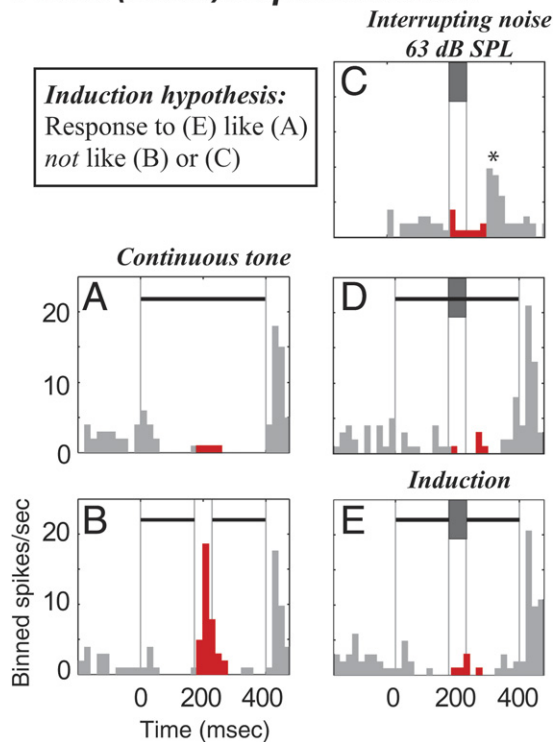 Interrupting noise
63 dB SPL
Induction hypothesis:
Response to (E) like (A)
not like (B) or (C)
C
*
Continuous tone
A
20
10
0
D
Induction
B
20
10
0
E
Binned spikes/sec
0 200 400
0 200 400
Time (msec)